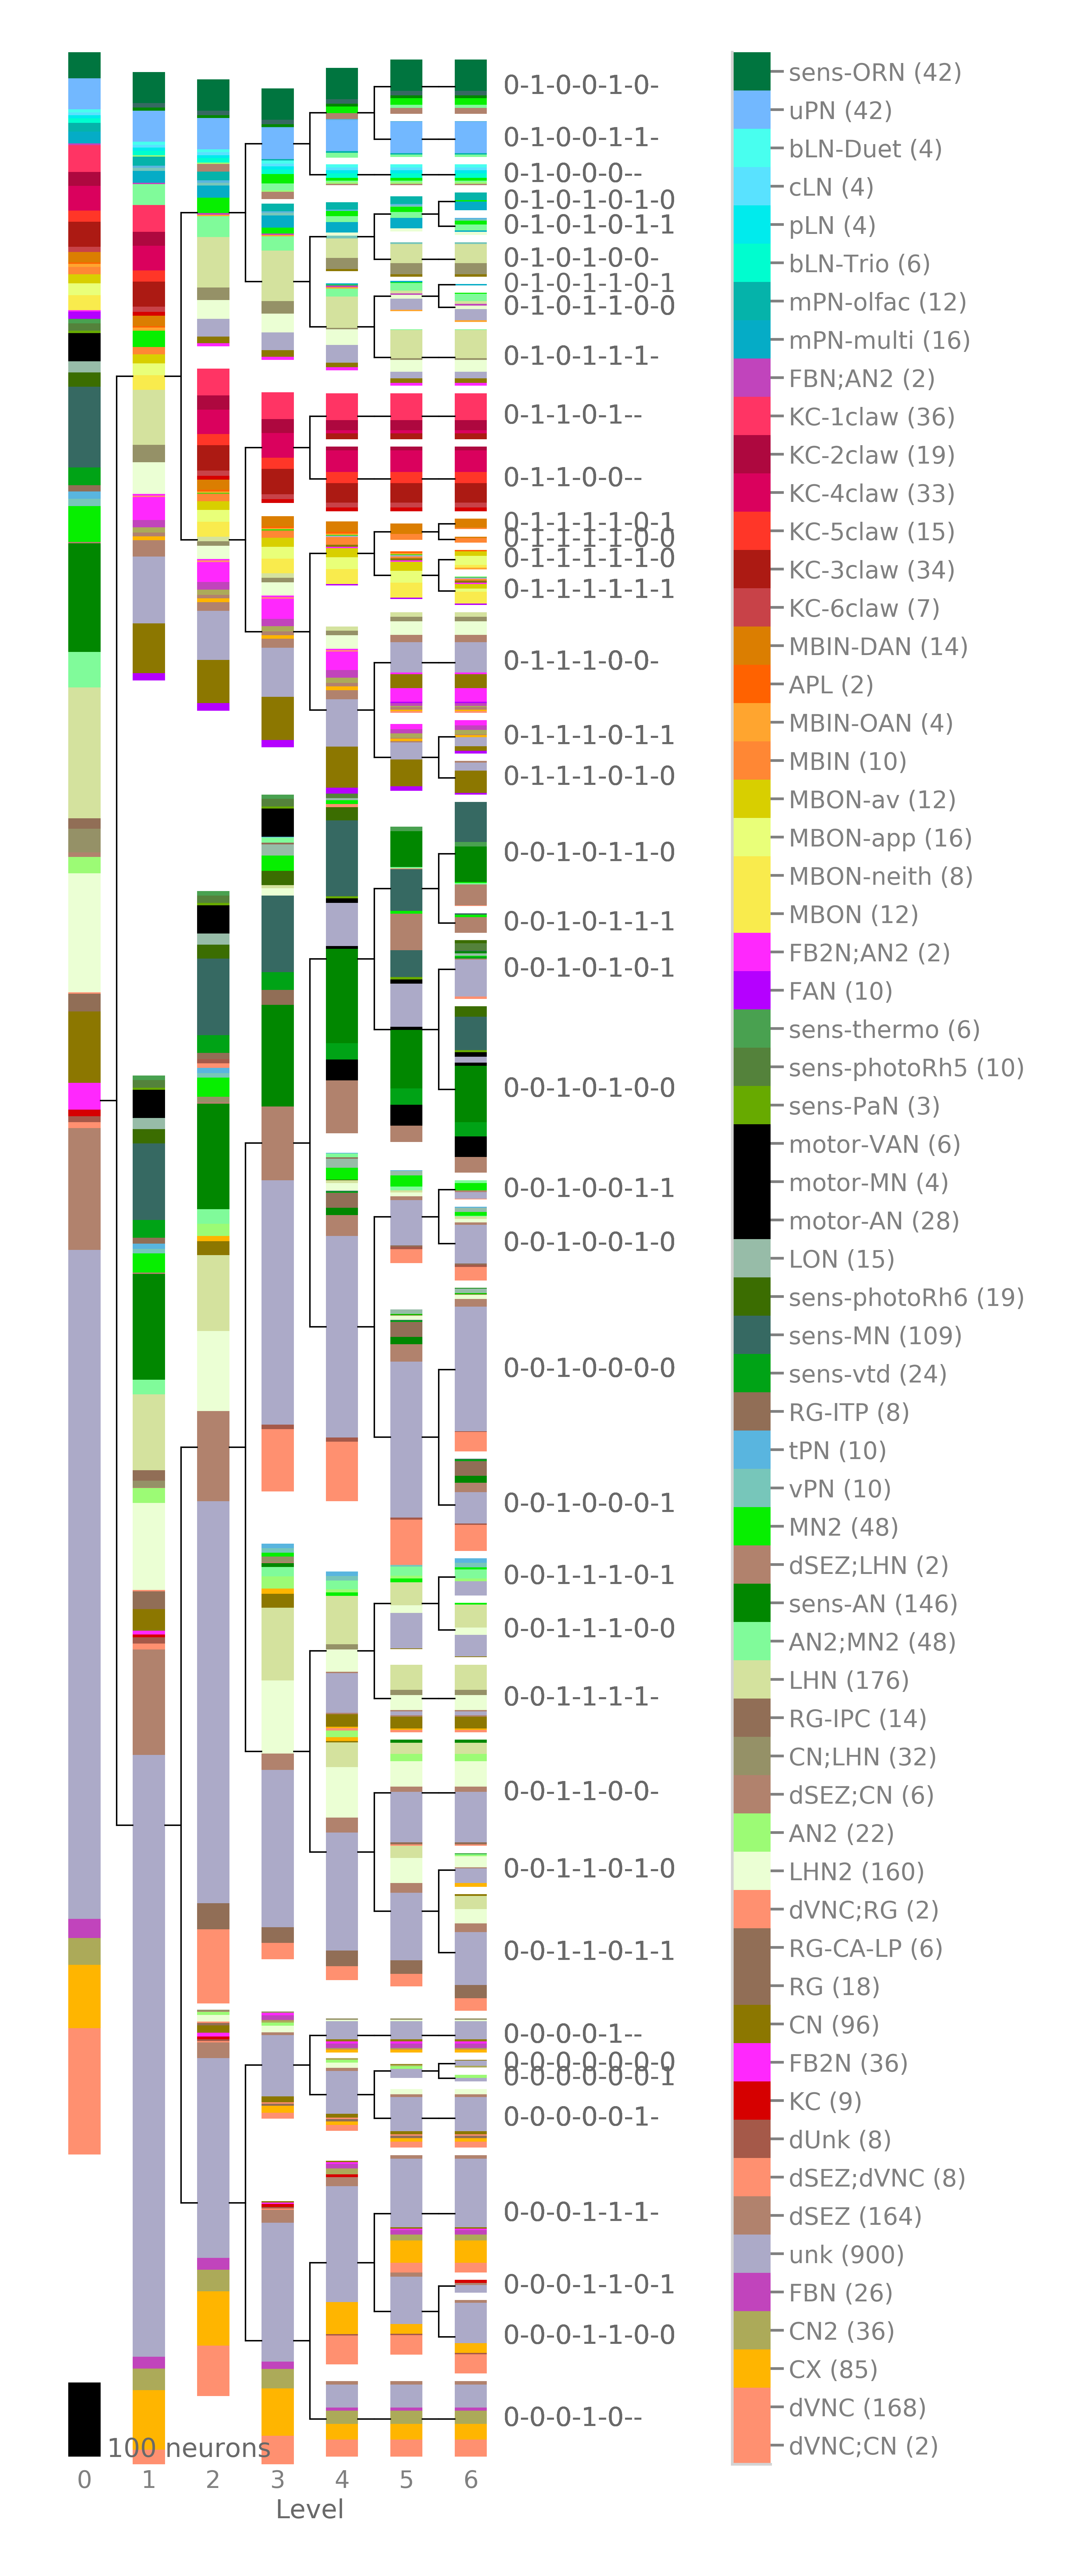 0-1-0-0-1-0-
0-1-0-0-1-1-
0-1-0-0-0--
0-1-0-1-0-1-0
0-1-0-1-0-1-1
0-1-0-1-0-0-
0-1-0-1-1-0-1
0-1-0-1-1-0-0
0-1-0-1-1-1-
0-1-1-0-1--
0-1-1-0-0--
0-1-1-1-1-0-1
0-1-1-1-1-0-0
0-1-1-1-1-1-0
0-1-1-1-1-1-1
0-1-1-1-0-0-
0-1-1-1-0-1-1
0-1-1-1-0-1-0
0-0-1-0-1-1-0
0-0-1-0-1-1-1
0-0-1-0-1-0-1
0-0-1-0-1-0-0
0-0-1-0-0-1-1
0-0-1-0-0-1-0
0-0-1-0-0-0-0
0-0-1-0-0-0-1
0-0-1-1-1-0-1
0-0-1-1-1-0-0
0-0-1-1-1-1-
0-0-1-1-0-0-
0-0-1-1-0-1-0
0-0-1-1-0-1-1
0-0-0-0-1--
0-0-0-0-0-0-0
0-0-0-0-0-0-1
0-0-0-0-0-1-
0-0-0-1-1-1-
0-0-0-1-1-0-1
0-0-0-1-1-0-0
0-0-0-1-0--
100 neurons
0 1 2 3 4 5 6
Level
sens-ORN (42)
uPN (42)
bLN-Duet (4)
cLN (4)
pLN (4)
bLN-Trio (6)
mPN-olfac (12)
mPN-multi (16)
FBN;AN2 (2)
KC-1claw (36)
KC-2claw (19)
KC-4claw (33)
KC-5claw (15)
KC-3claw (34)
KC-6claw (7)
MBIN-DAN (14)
APL (2)
MBIN-OAN (4)
MBIN (10)
MBON-av (12)
MBON-app (16)
MBON-neith (8)
MBON (12)
FB2N;AN2 (2)
FAN (10)
sens-thermo (6)
sens-photoRh5 (10)
sens-PaN (3)
motor-VAN (6)
motor-MN (4)
motor-AN (28)
LON (15)
sens-photoRh6 (19)
sens-MN (109)
sens-vtd (24)
RG-ITP (8)
tPN (10)
vPN (10)
MN2 (48)
dSEZ;LHN (2)
sens-AN (146)
AN2;MN2 (48)
LHN (176)
RG-IPC (14)
CN;LHN (32)
dSEZ;CN (6)
AN2 (22)
LHN2 (160)
dVNC;RG (2)
RG-CA-LP (6)
RG (18)
CN (96)
FB2N (36)
KC (9)
dUnk (8)
dSEZ;dVNC (8)
dSEZ (164)
unk (900)
FBN (26)
CN2 (36)
CX (85)
dVNC (168)
dVNC;CN (2)